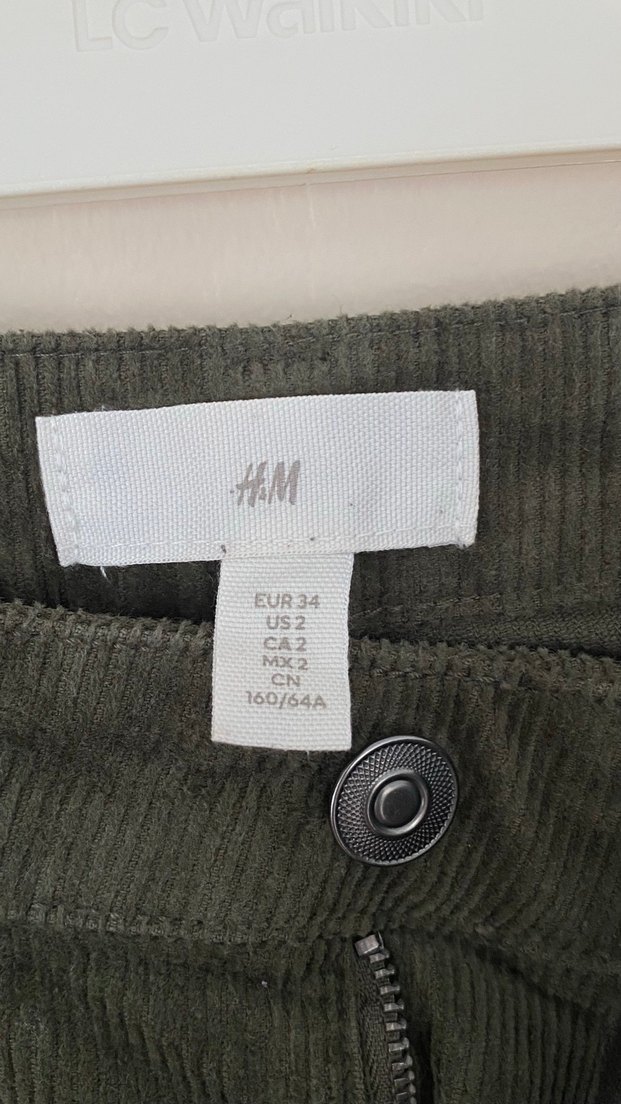 LC Waikiki
H&M
EUR 34
US 2
CA 2
MX 2
CN
160/64A